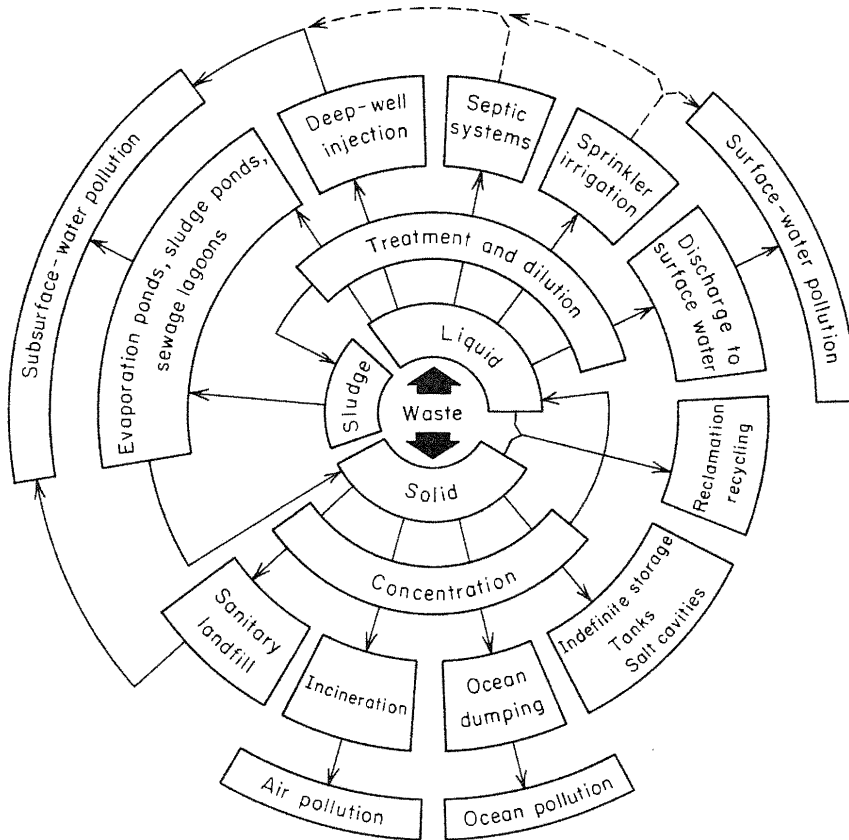 Deep-well
injection
Septic
systems
Sprinkler
irrigation
Surface-water pollution
Subsurface-water pollution
Evaporation ponds, sludge ponds,
sewage lagoons
Treatment and dilution
Discharge to
surface water
Liquid
Sludge
Waste
Solid
Reclamation
recycling
Concentration
Sanitary
landfill
Incineration
Ocean
dumping
Indefinite storage
Tanks
Salt cavities
Air pollution
Ocean pollution